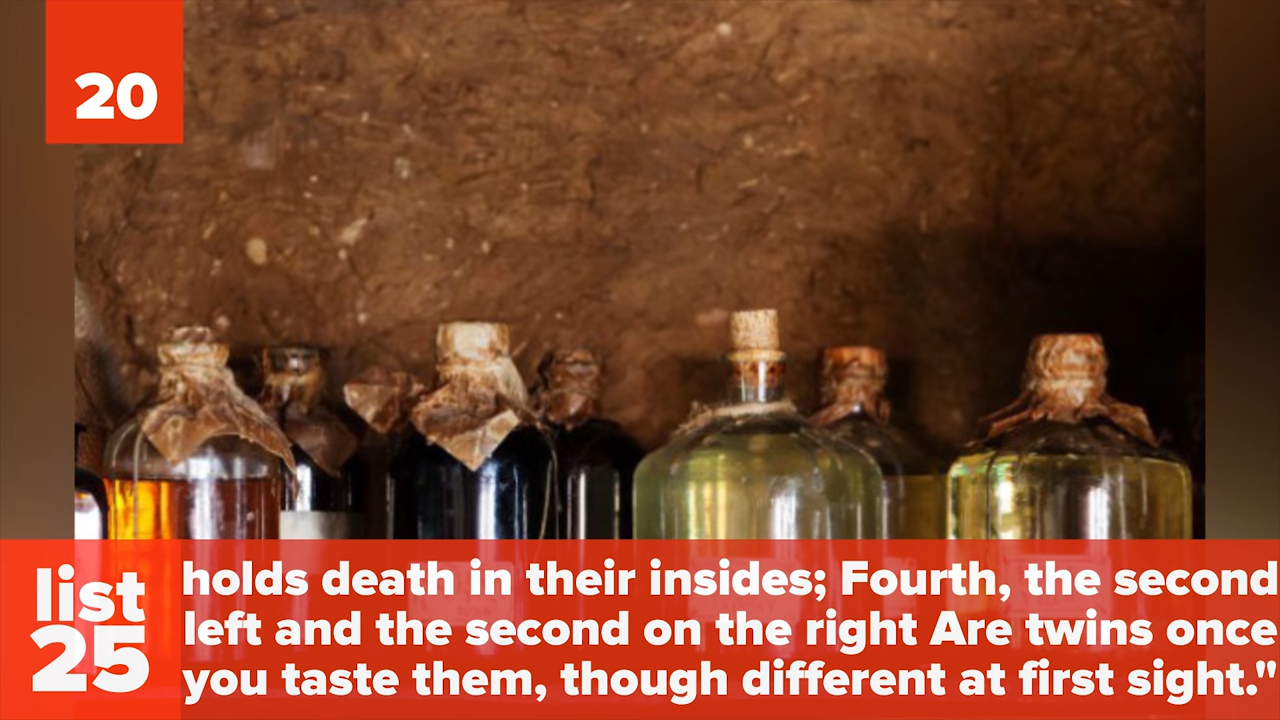 20
list
25
holds death in their insides; Fourth, the second
left and the second on the right Are twins once
you taste them, though different at first sight."